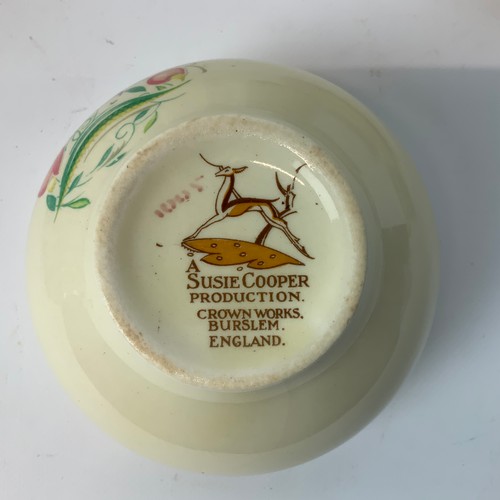 A
SUSIE COOPER
PRODUCTION.
CROWN WORKS.
BURSLEM.
ENGLAND.